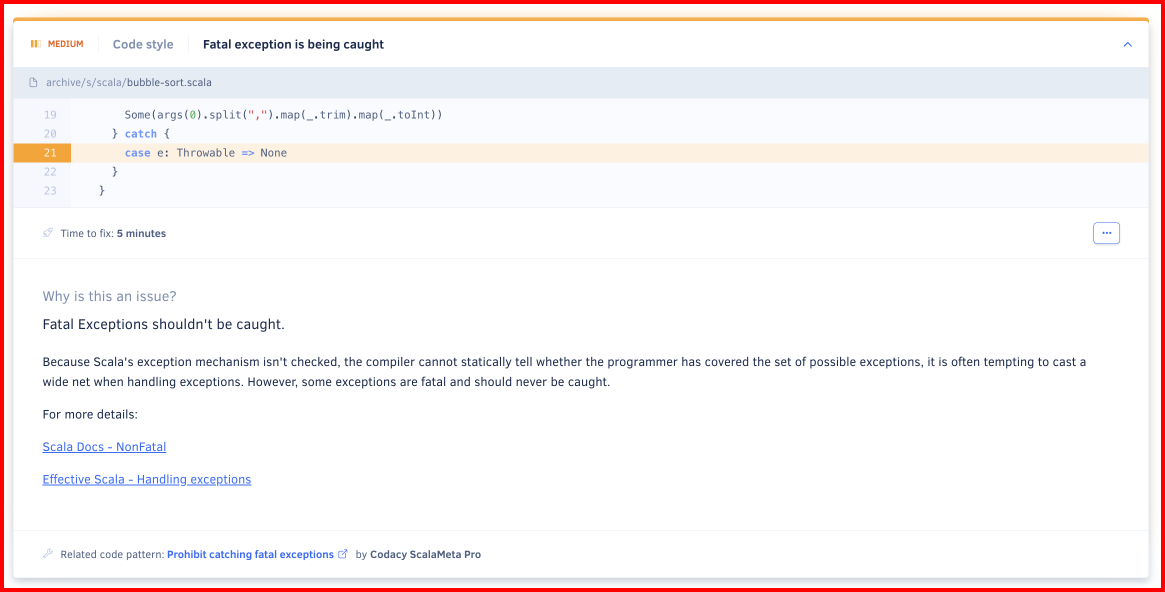 MEDIUM Code style Fatal exception is being caught
archive/s/scala/bubble-sort.scala
19 Some(args(0).split(",").map(_.trim).map(_.toInt))
20 } catch {
21 case e: Throwable => None
22 }
23 }
Time to fix: 5 minutes
Why is this an issue?
Fatal Exceptions shouldn't be caught.
Because Scala's exception mechanism isn't checked, the compiler cannot statically tell whether the programmer has covered the set of possible exceptions, it is often tempting to cast a
wide net when handling exceptions. However, some exceptions are fatal and should never be caught.
For more details:
Scala Docs - NonFatal
Effective Scala - Handling exceptions
Related code pattern: Prohibit catching fatal exceptions by Codacy ScalaMeta Pro